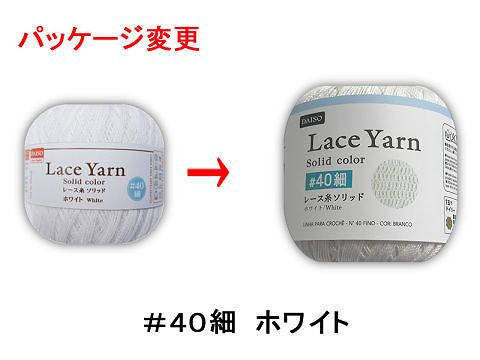 パッケージ変更
DAISO
Lace Yarn
Solid color
#40
細
レース糸 ソリッド
ホワイト White
→
DAISO
Lace Yarn
Solid color
#40細
レース糸ソリッド
ホワイト/White
LINHA PARA CROCHÊ - N° 40 FINO - COR: BRANCO
#40細 ホワイト